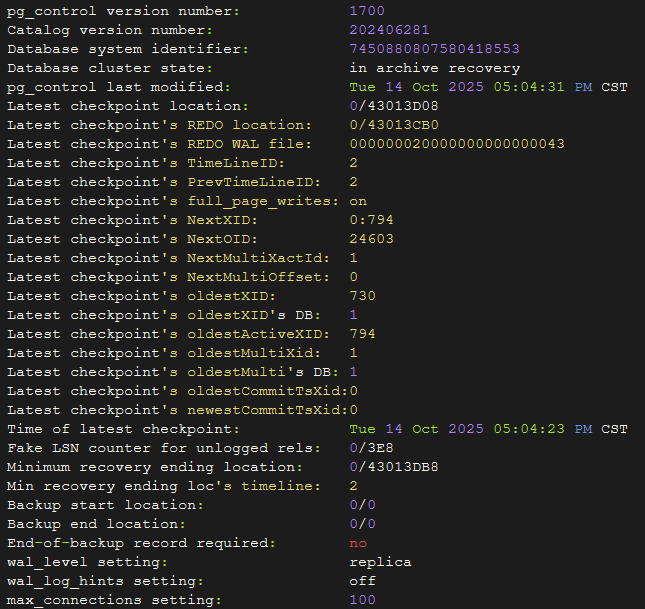 pg_control version number:            1700
Catalog version number:               202406281
Database system identifier:           7450880807580418553
Database cluster state:               in archive recovery
pg_control last modified:             Tue 14 Oct 2025 05:04:31 PM CST
Latest checkpoint location:           0/43013D08
Latest checkpoint's REDO location:    0/43013CB0
Latest checkpoint's REDO WAL file:    000000020000000000000043
Latest checkpoint's TimeLineID:       2
Latest checkpoint's PrevTimeLineID:   2
Latest checkpoint's full_page_writes: on
Latest checkpoint's NextXID:          0:794
Latest checkpoint's NextOID:          24603
Latest checkpoint's NextMultiXactId:  1
Latest checkpoint's NextMultiOffset:  0
Latest checkpoint's oldestXID:        730
Latest checkpoint's oldestXID's DB:   1
Latest checkpoint's oldestActiveXID:  794
Latest checkpoint's oldestMultiXid:   1
Latest checkpoint's oldestMulti's DB: 1
Latest checkpoint's oldestCommitTsXid:0
Latest checkpoint's newestCommitTsXid:0
Time of latest checkpoint:            Tue 14 Oct 2025 05:04:23 PM CST
Fake LSN counter for unlogged rels:   0/3E8
Minimum recovery ending location:     0/43013DB8
Min recovery ending loc's timeline:   2
Backup start location:                0/0
Backup end location:                  0/0
End-of-backup record required:        no
wal_level setting:                    replica
wal_log_hints setting:                off
max_connections setting:              100